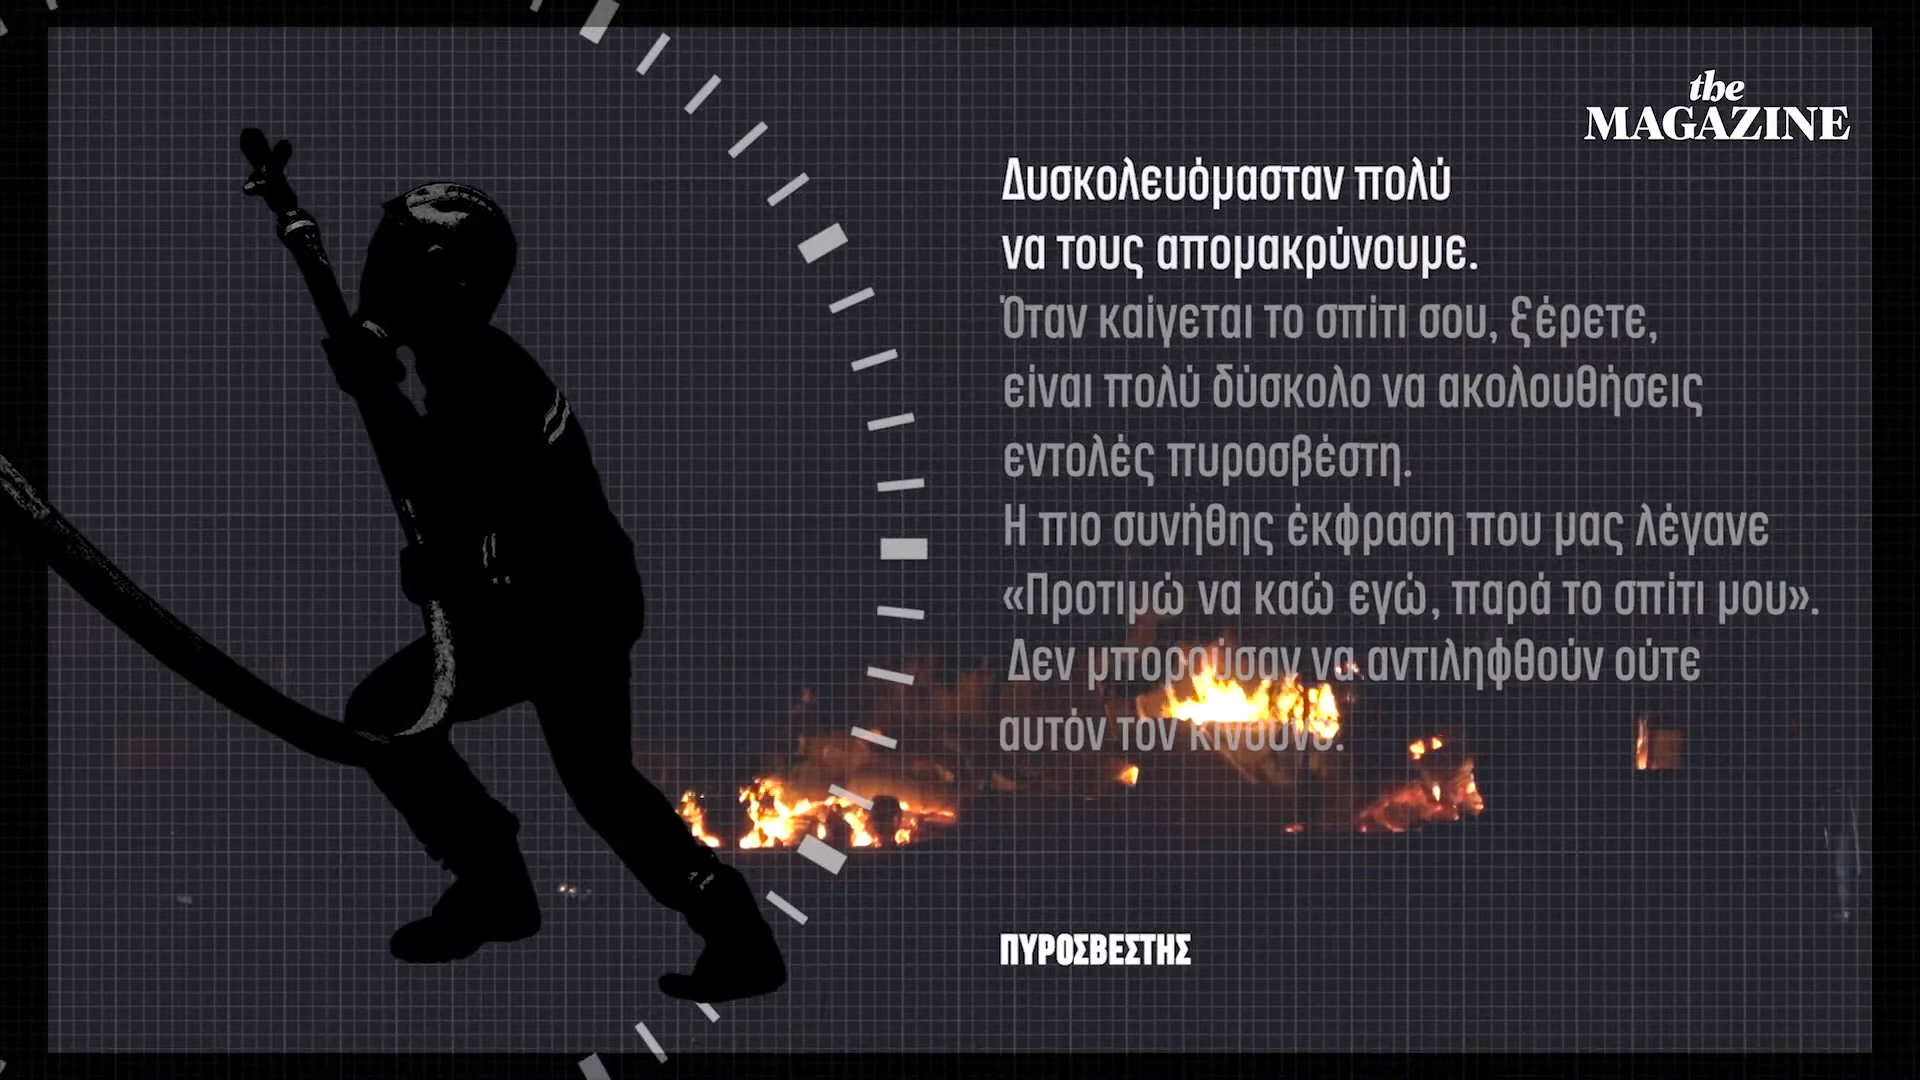 the
MAGAZINE
Δυσκολευόμασταν πολύ
να τους απομακρύνουμε.
Όταν καίγεται το σπίτι σου, ξέρετε,
είναι πολύ δύσκολο να ακολουθήσεις
εντολές πυροσβέστη.
Η πιο συνήθης έκφραση που μας λέγανε
«Προτιμώ να καώ εγώ, παρά το σπίτι μου».
Δεν μπορούσαν να αντιληφθούν ούτε
αυτόν τον κίνδυνο.
ΠΥΡΟΣΒΕΣΤΗΣ